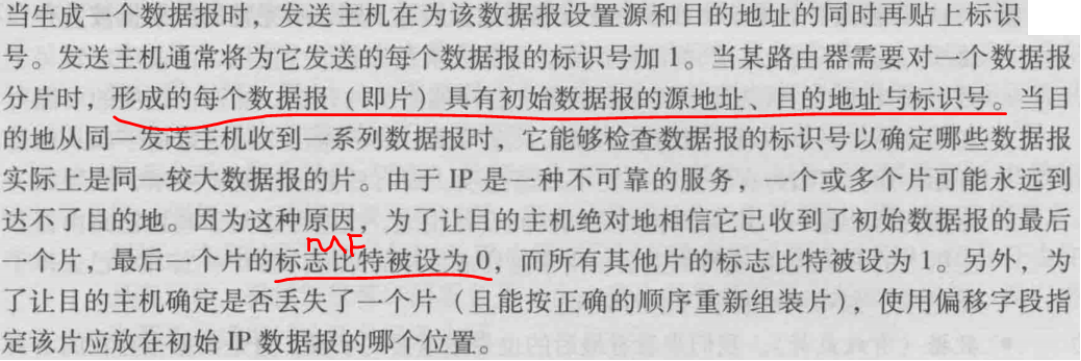 当生成一个数据报时，发送主机在为该数据报设置源和目的地址的同时再贴上标识
号。发送主机通常将为它发送的每个数据报的标识号加 1。当某路由器需要对一个数据报
分片时，形成的每个数据报（即片）具有初始数据报的源地址、目的地址与标识号。当目
的地从同一发送主机收到一系列数据报时，它能够检查数据报的标识号以确定哪些数据报
实际上是同一较大数据报的片。由于 IP 是一种不可靠的服务，一个或多个片可能永远到
达不了目的地。因为这种原因，为了让目的主机绝对地相信它已收到了初始数据报的最后
MF
一个片，最后一个片的标志比特被设为 0，而所有其他片的标志比特被设为 1。另外，为
了让目的主机确定是否丢失了一个片（且能按正确的顺序重新组装片），使用偏移字段指
定该片应放在初始 IP 数据报的哪个位置。